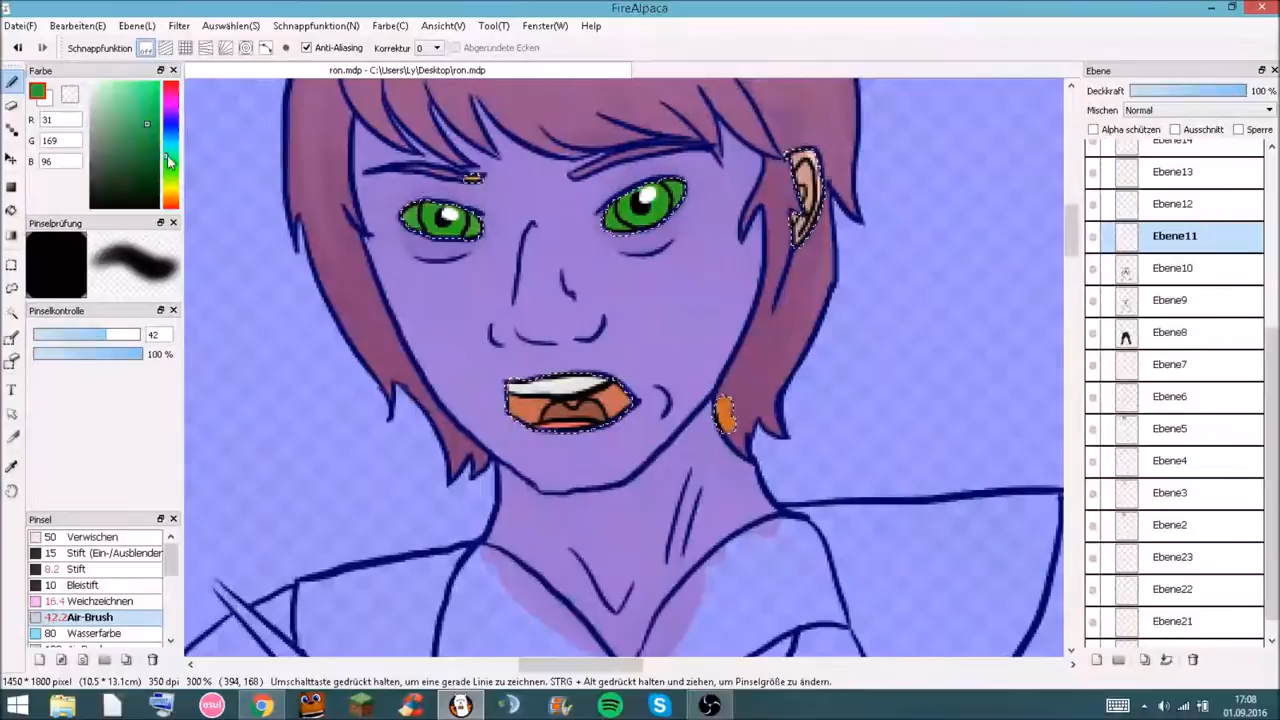 FireAlpaca
Datei(F) Bearbeiten(E) Ebene(L) Filter Auswählen(S) Schnappfunktion(N) Farbe(C) Ansicht(V) Tool(T) Fenster(W) Help
Schnappfunktion off Anti-Aliasing Korrektur 0 Abgerundete Ecken
Farbe
ron.mdp - C:\Users\Ly\Desktop\ron.mdp
Ebene
R 31
G 169
B 96
Deckkraft 100 %
Mischen Normal
Alpha schützen Ausschnitt Sperre
Ebene14
Ebene13
Ebene12
Ebene11
Ebene10
Ebene9
Ebene8
Ebene7
Ebene6
Ebene5
Ebene4
Ebene3
Ebene2
Ebene23
Ebene22
Ebene21
Pinselprüfung
Pinselkontrolle
42
100 %
Pinsel
50 Verwischen
15 Stift (Ein-/Ausblenden
8.2 Stift
10 Bleistift
16.4 Weichzeichnen
42.2 Air-Brush
80 Wasserfarbe
1450 * 1800 pixel (10.5 * 13.1cm) 350 dpi 300 % (394, 168) Umschalttaste gedrückt halten, um eine gerade Linie zu zeichnen. STRG + Alt gedrückt halten und ziehen, um Pinselgröße zu ändern.
osu!
17:08
01.09.2016